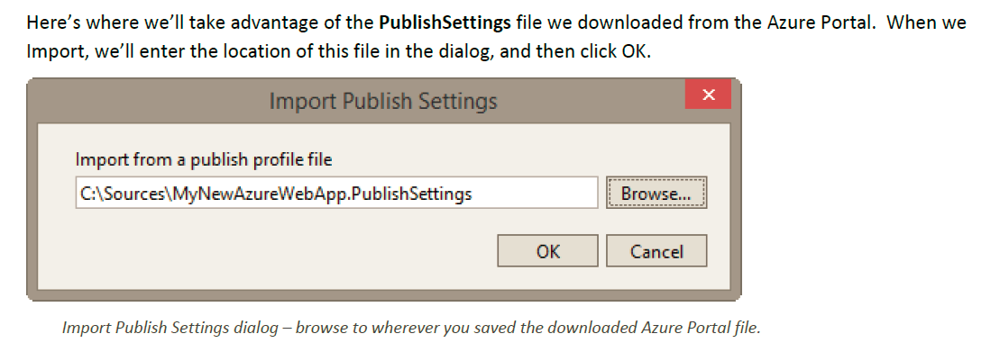 Here's where we'll take advantage of the PublishSettings file we downloaded from the Azure Portal.  When we
Import, we'll enter the location of this file in the dialog, and then click OK.
Import Publish Settings
x
Import from a publish profile file
C:\Sources\MyNewAzureWebApp.PublishSettings
Browse...
OK
Cancel
Import Publish Settings dialog – browse to wherever you saved the downloaded Azure Portal file.